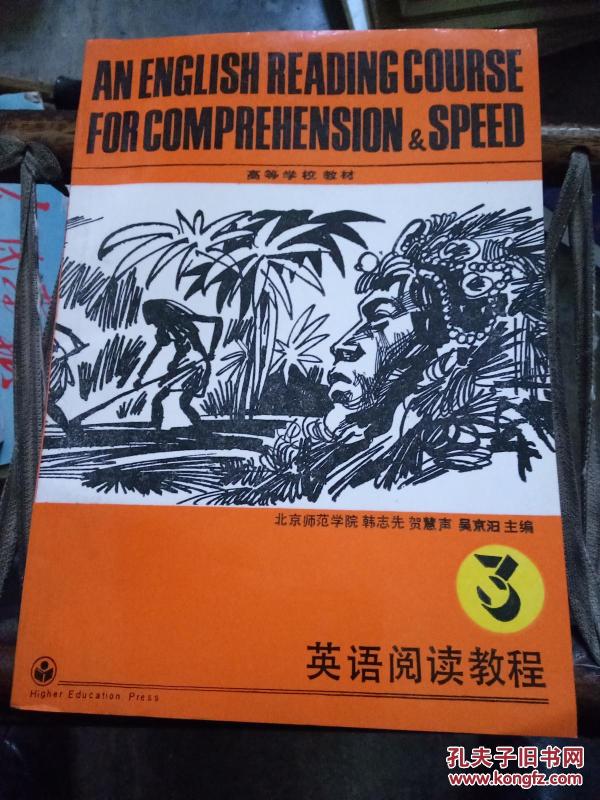 AN ENGLISH READING COURSE
FOR COMPREHENSION & SPEED
高等学校教材
北京师范学院 韩志先 贺慧声 吴京汨 主编
3
英语阅读教程
Higher Education Press
孔夫子旧书网
www.kongfz.com